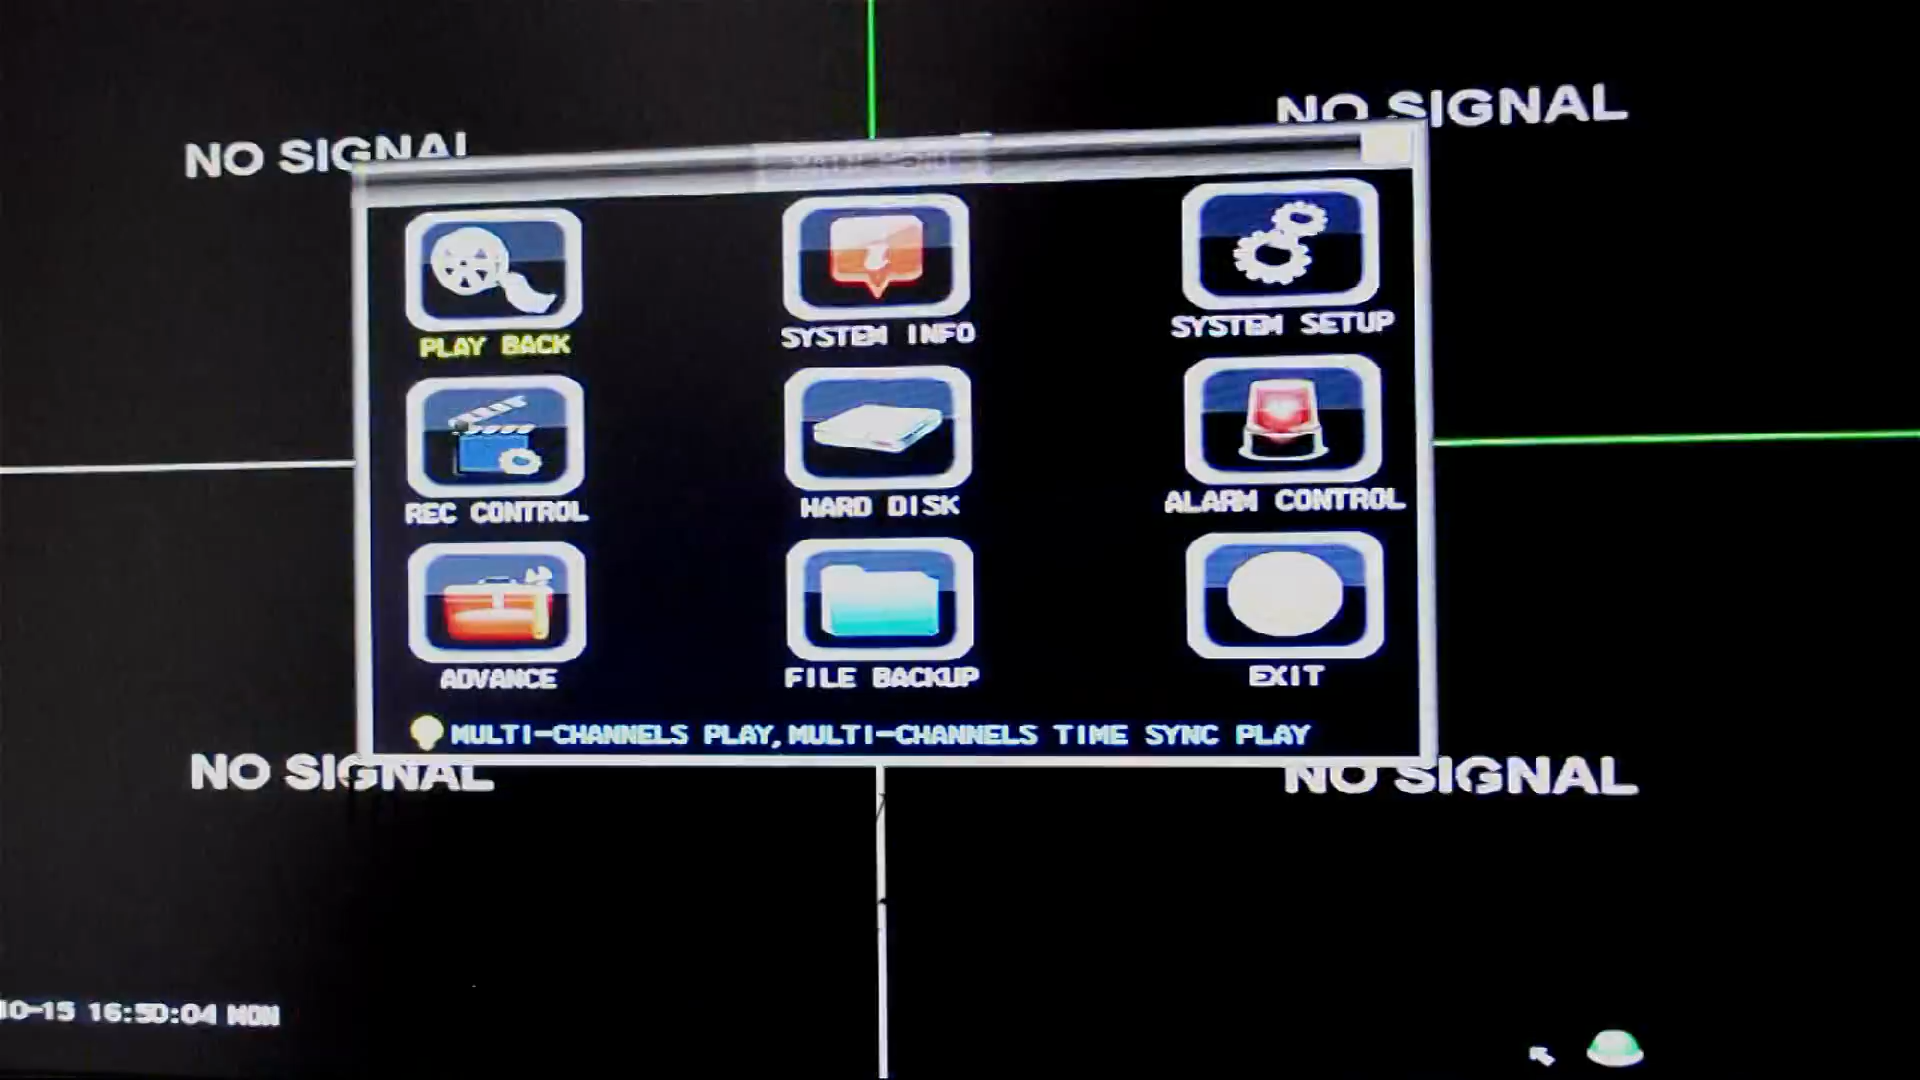 NO SIGNAL
NO SIGNAL
PLAY BACK
SYSTEM INFO
SYSTEM SETUP
REC CONTROL
HARD DISK
ALARM CONTROL
ADVANCE
FILE BACKUP
EXIT
MULTI-CHANNELS PLAY,MULTI-CHANNELS TIME SYNC PLAY
NO SIGNAL
NO SIGNAL
10-15 16:50:04 MON